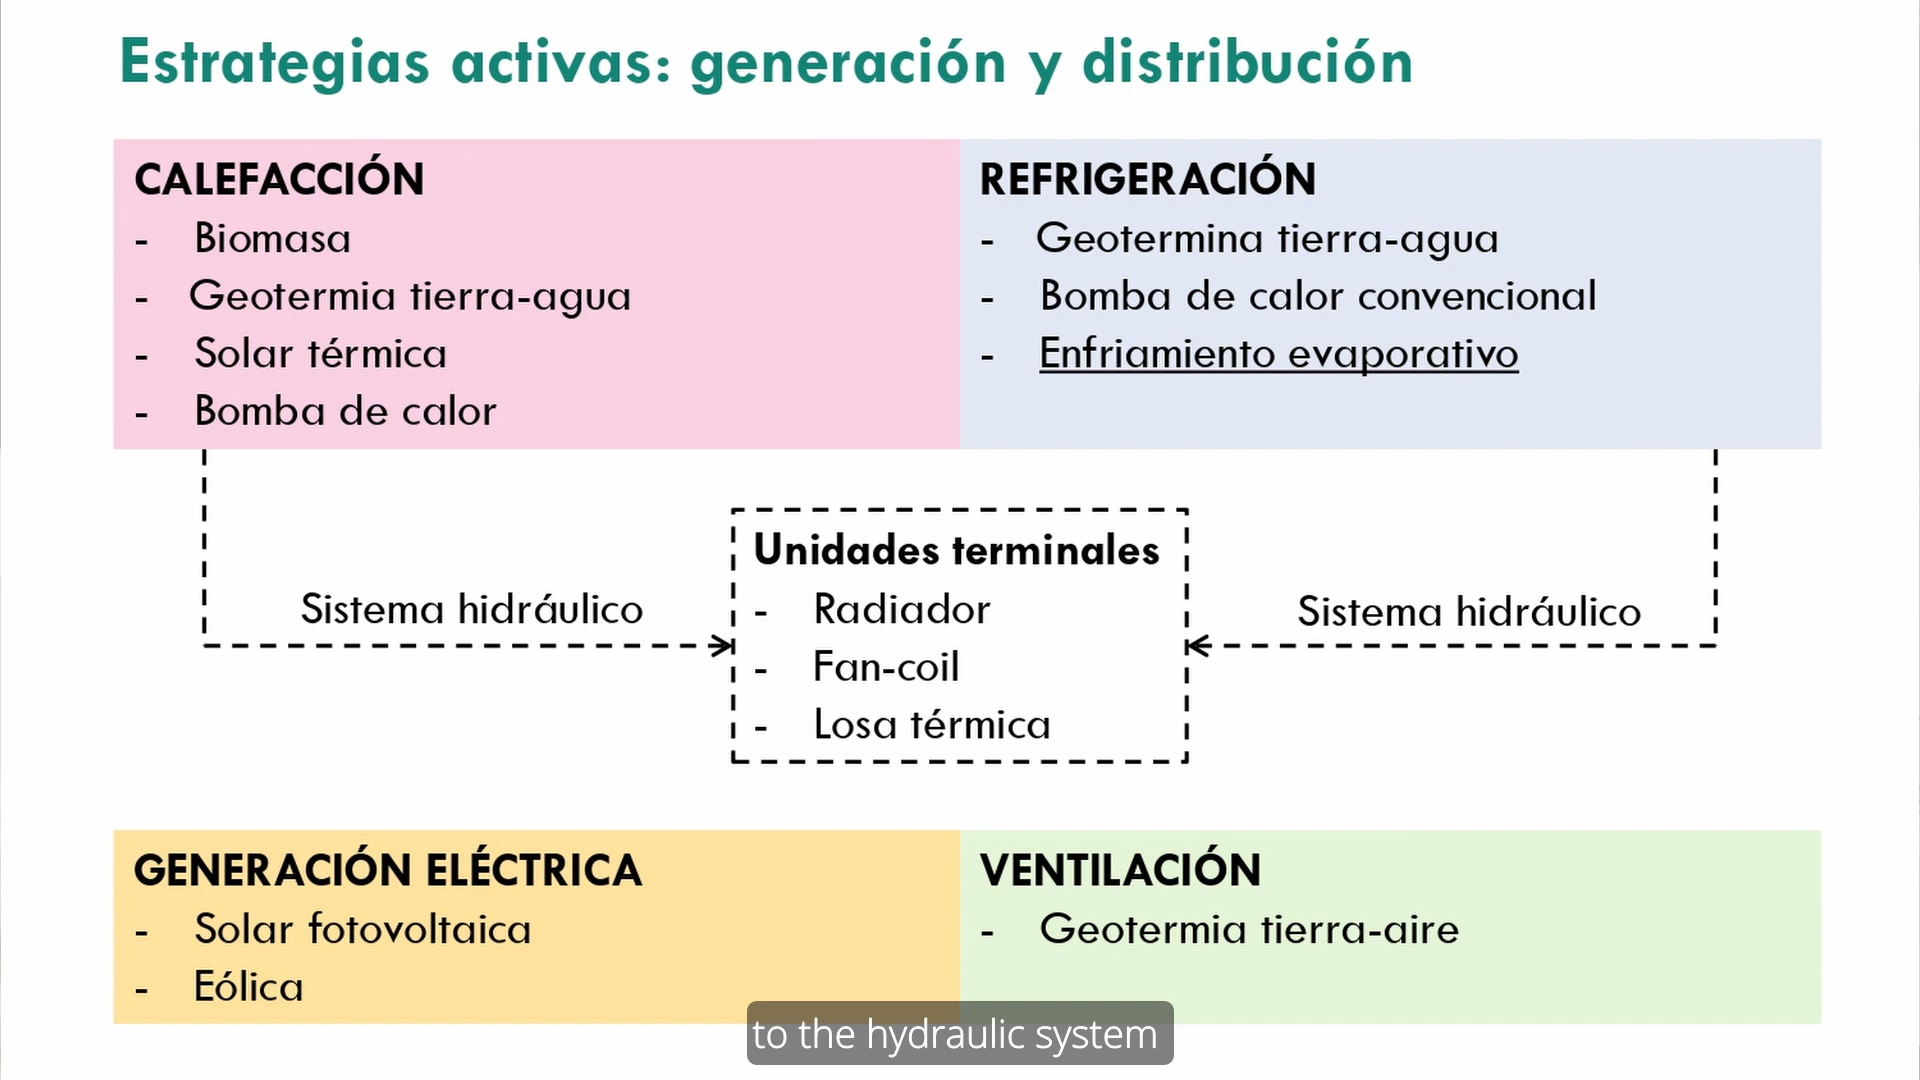 Estrategias activas: generación y distribución
CALEFACCIÓN
- Biomasa
- Geotermia tierra-agua
- Solar térmica
- Bomba de calor
REFRIGERACIÓN
- Geotermina tierra-agua
- Bomba de calor convencional
- Enfriamiento evaporativo
Sistema hidráulico
Unidades terminales
- Radiador
- Fan-coil
- Losa térmica
Sistema hidráulico
GENERACIÓN ELÉCTRICA
- Solar fotovoltaica
- Eólica
VENTILACIÓN
- Geotermia tierra-aire
to the hydraulic system